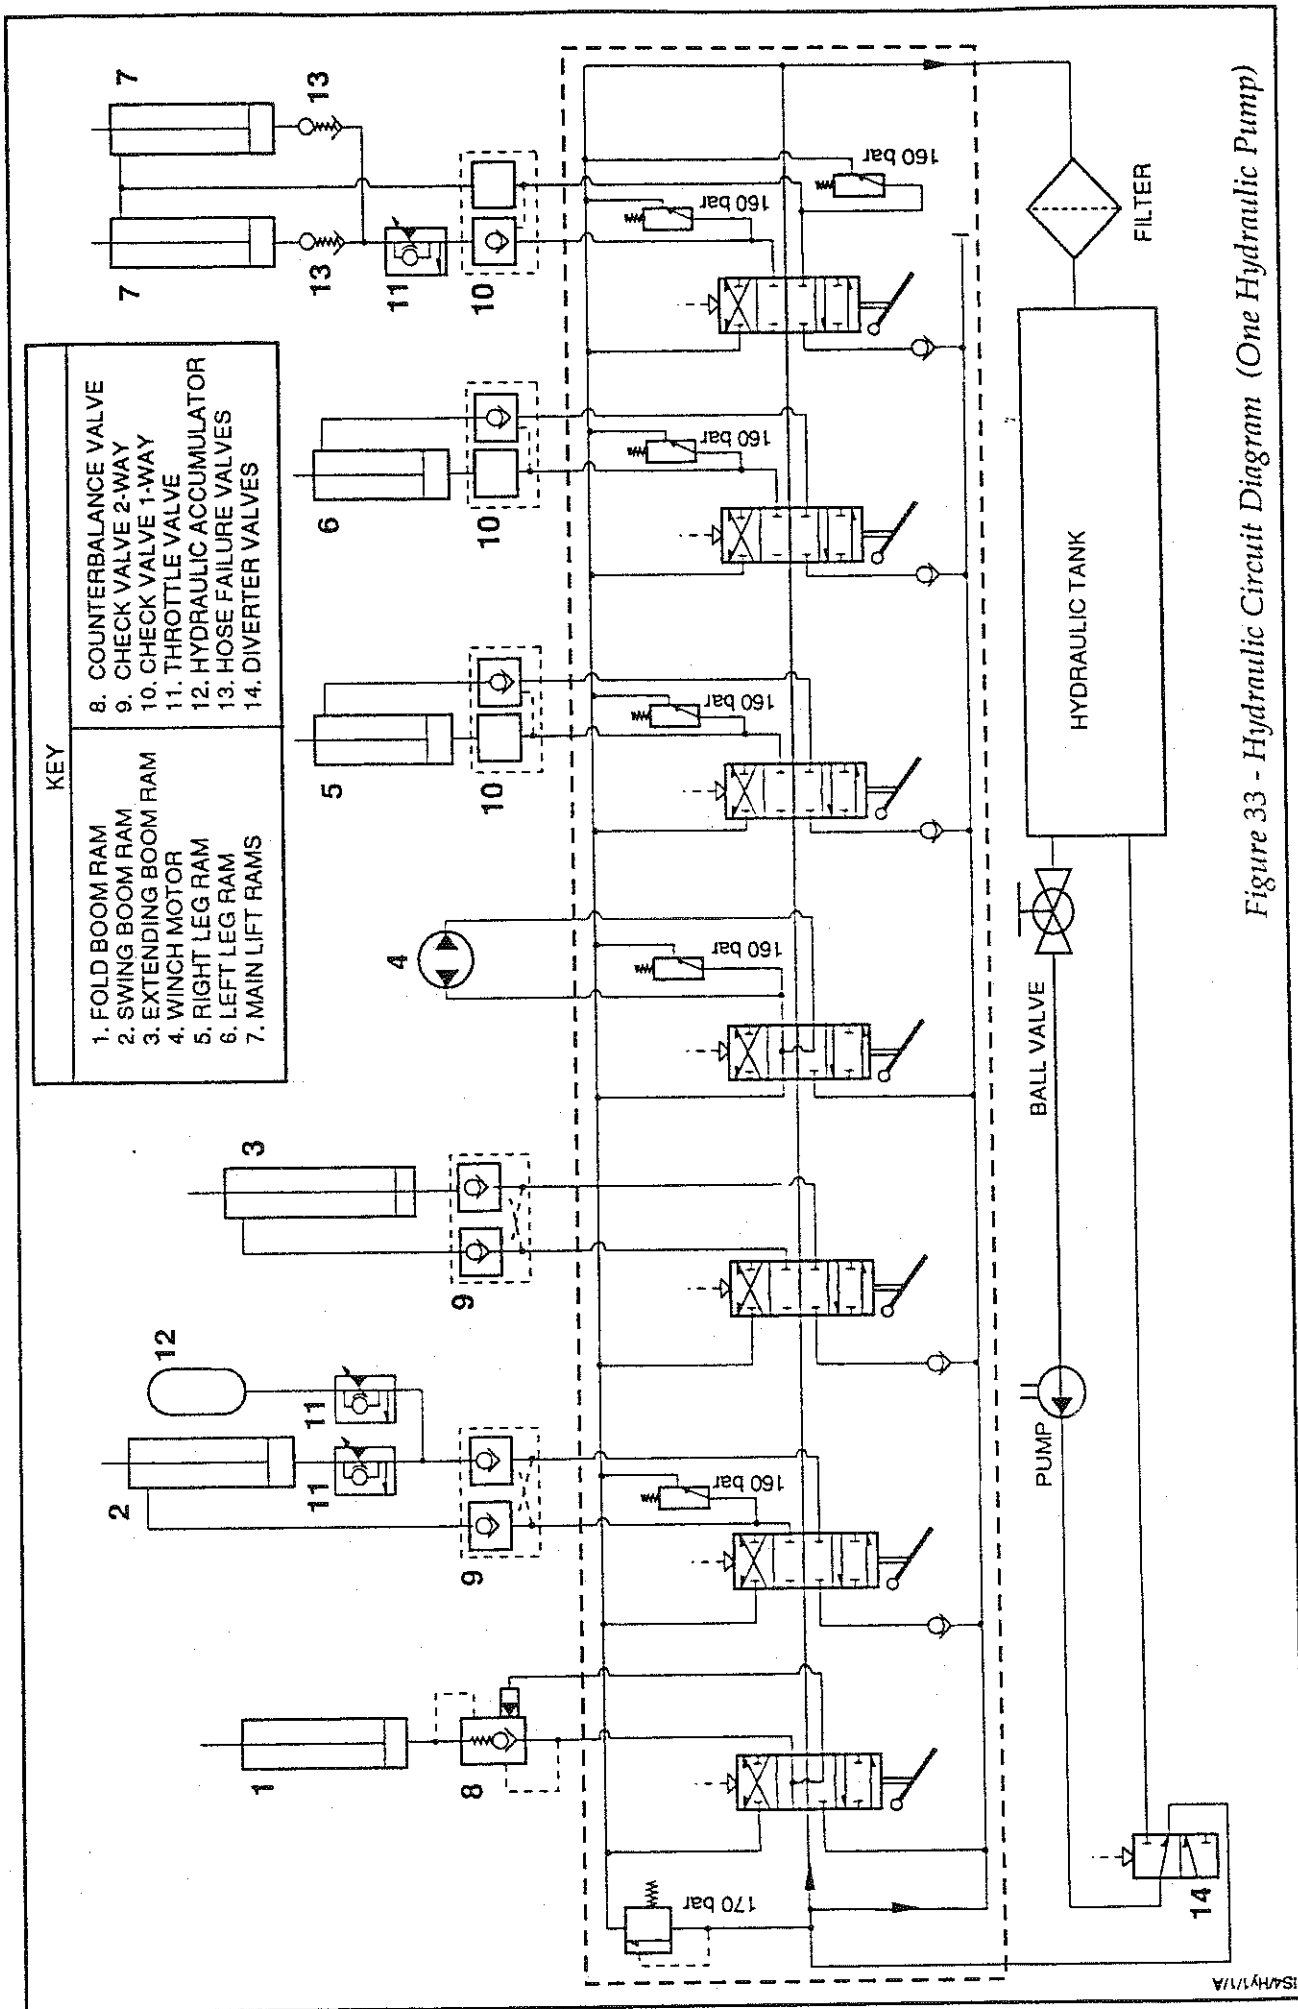 KEY
1. FOLD BOOM RAM
2. SWING BOOM RAM
3. EXTENDING BOOM RAM
4. WINCH MOTOR
5. RIGHT LEG RAM
6. LEFT LEG RAM
7. MAIN LIFT RAMS
8. COUNTERBALANCE VALVE
9. CHECK VALVE 2-WAY
10. CHECK VALVE 1-WAY
11. THROTTLE VALVE
12. HYDRAULIC ACCUMULATOR
13. HOSE FAILURE VALVES
14. DIVERTER VALVES
1
8
2
12
11
11
9
3
9
4
5
10
6
10
7
7
13
13
11
10
170 bar
160 bar
160 bar
160 bar
160 bar
160 bar
160 bar
14
PUMP
BALL VALVE
HYDRAULIC TANK
FILTER
Figure 33 - Hydraulic Circuit Diagram (One Hydraulic Pump)
IS4/Hy1/1/A